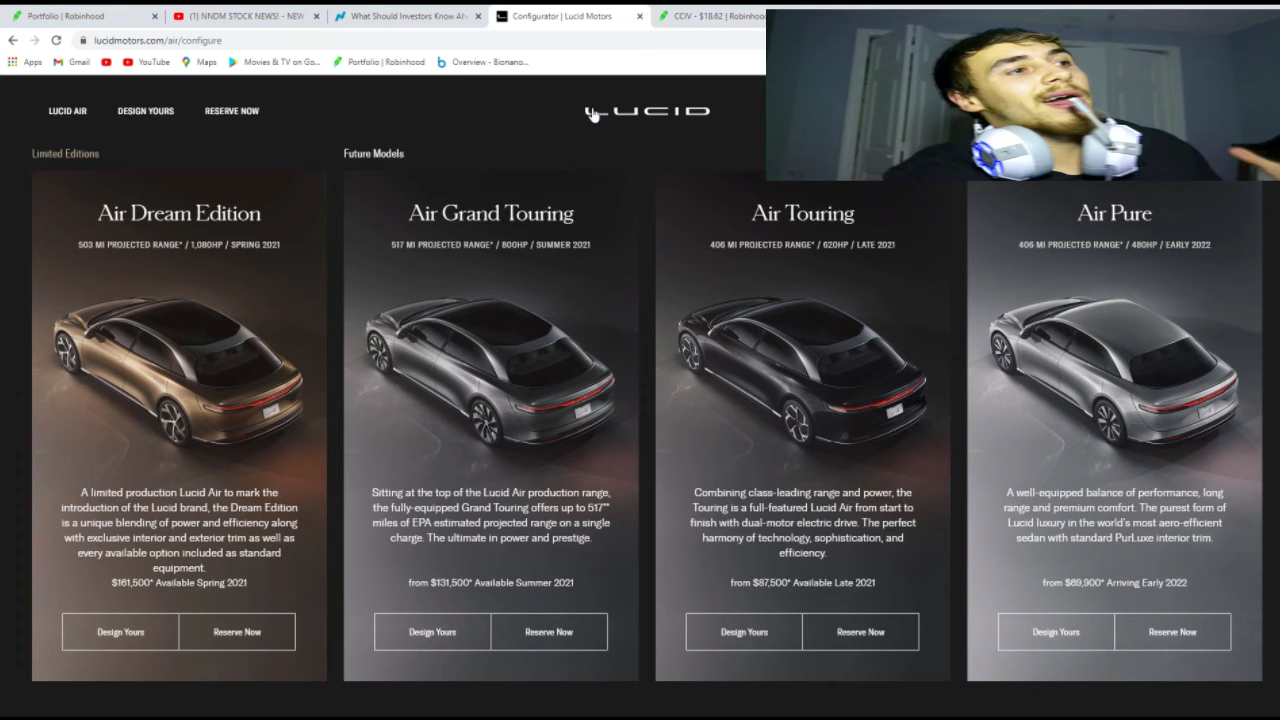 Portfolio | Robinhood
(1) NNDM STOCK NEWS! - NEW
What Should Investors Know Ah
Configurator | Lucid Motors
CCIV - $18.62 | Robinhood
lucidmotors.com/air/configure
Apps
Gmail
YouTube
Maps
Movies & TV on Go...
Portfolio | Robinhood
Overview - Bionano...
LUCID AIR
DESIGN YOURS
RESERVE NOW
LUCID
Limited Editions
Future Models
Air Dream Edition
503 MI PROJECTED RANGE* / 1,080HP / SPRING 2021
A limited production Lucid Air to mark the
introduction of the Lucid brand, the Dream Edition
is a unique blending of power and efficiency along
with exclusive interior and exterior trim as well as
every available option included as standard
equipment.
$161,500* Available Spring 2021
Design Yours
Reserve Now
Air Grand Touring
517 MI PROJECTED RANGE* / 800HP / SUMMER 2021
Sitting at the top of the Lucid Air production range,
the fully-equipped Grand Touring offers up to 517**
miles of EPA estimated projected range on a single
charge. The ultimate in power and prestige.
from $131,500* Available Summer 2021
Design Yours
Reserve Now
Air Touring
406 MI PROJECTED RANGE* / 620HP / LATE 2021
Combining class-leading range and power, the
Touring is a full-featured Lucid Air from start to
finish with dual-motor electric drive. The perfect
harmony of technology, sophistication, and
efficiency.
from $87,500* Available Late 2021
Design Yours
Reserve Now
Air Pure
406 MI PROJECTED RANGE* / 480HP / EARLY 2022
A well-equipped balance of performance, long
range and premium comfort. The purest form of
Lucid luxury in the world's most aero-efficient
sedan with standard PurLuxe interior trim.
from $69,900* Arriving Early 2022
Design Yours
Reserve Now